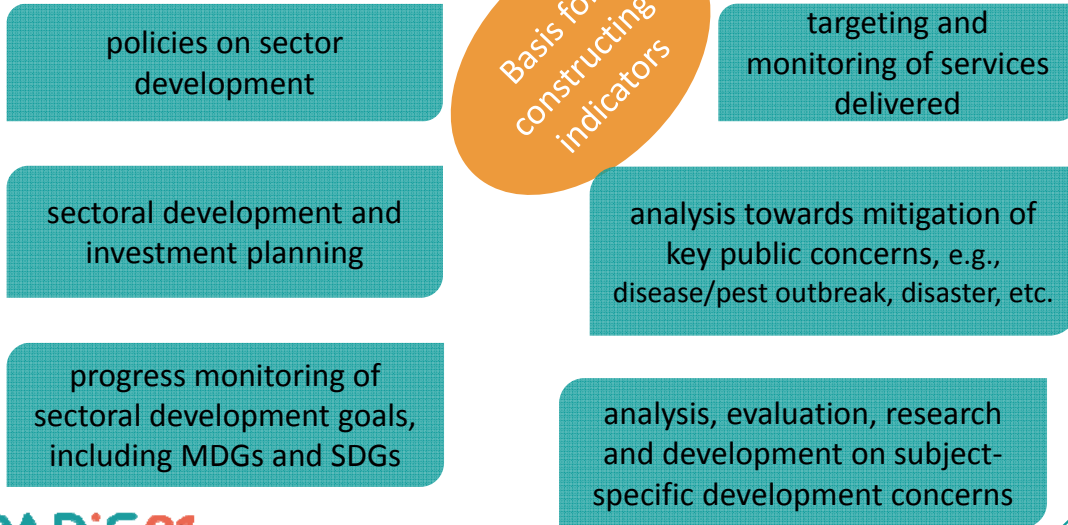 policies on sector
development
Basis for
constructing
indicators
targeting and
monitoring of services
delivered
sectoral development and
investment planning
analysis towards mitigation of
key public concerns, e.g.,
disease/pest outbreak, disaster, etc.
progress monitoring of
sectoral development goals,
including MDGs and SDGs
analysis, evaluation, research
and development on subject-
specific development concerns